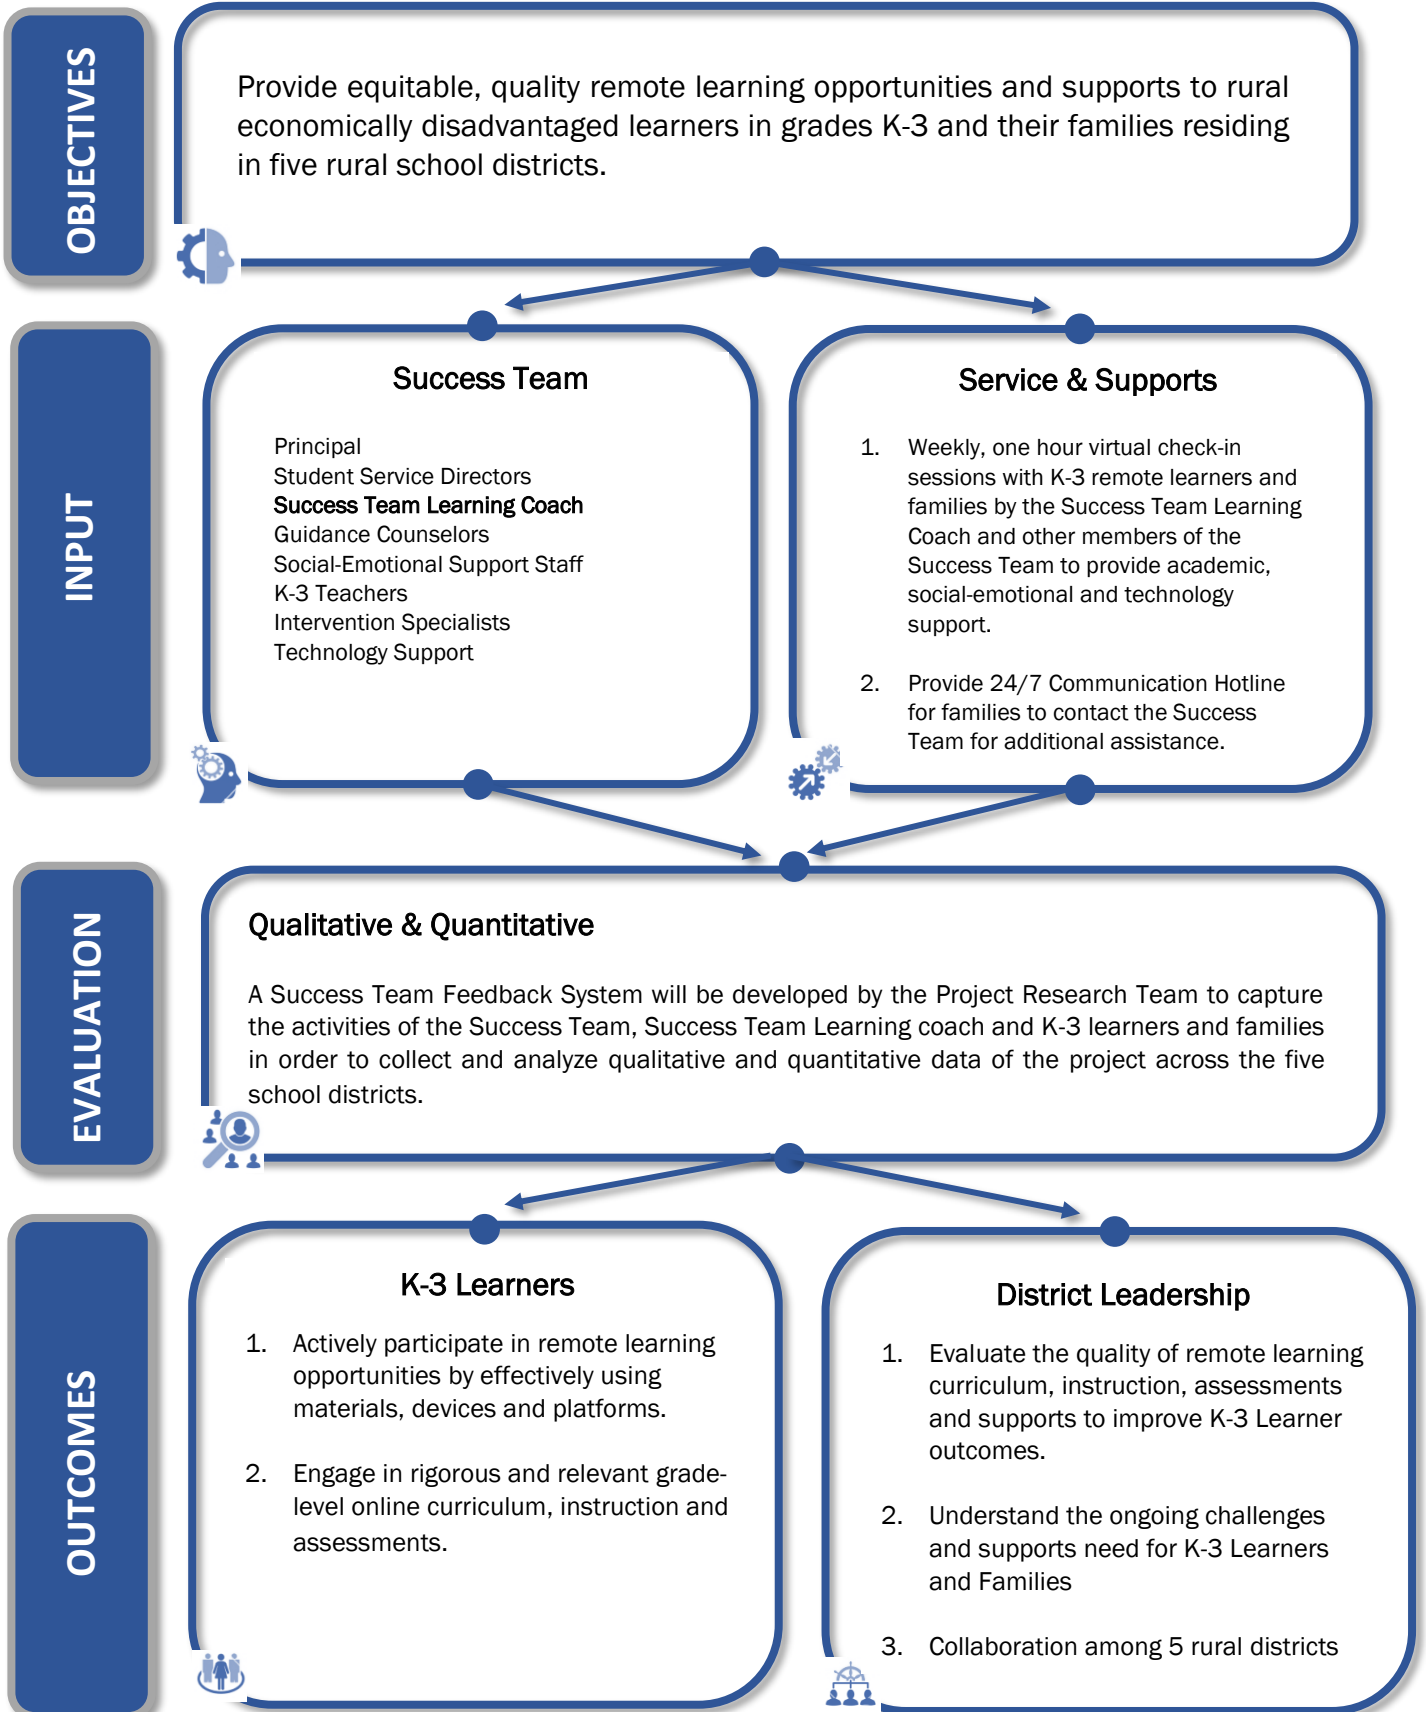 OBJECTIVES
Provide equitable, quality remote learning opportunities and supports to rural
economically disadvantaged learners in grades K-3 and their families residing
in five rural school districts.
INPUT
Success Team
Principal
Student Service Directors
Success Team Learning Coach
Guidance Counselors
Social-Emotional Support Staff
K-3 Teachers
Intervention Specialists
Technology Support
Service & Supports
1. Weekly, one hour virtual check-in
sessions with K-3 remote learners and
families by the Success Team Learning
Coach and other members of the
Success Team to provide academic,
social-emotional and technology
support.
2. Provide 24/7 Communication Hotline
for families to contact the Success
Team for additional assistance.
EVALUATION
Qualitative & Quantitative
A Success Team Feedback System will be developed by the Project Research Team to capture
the activities of the Success Team, Success Team Learning coach and K-3 learners and families
in order to collect and analyze qualitative and quantitative data of the project across the five
school districts.
OUTCOMES
K-3 Learners
1. Actively participate in remote learning
opportunities by effectively using
materials, devices and platforms.
2. Engage in rigorous and relevant grade-
level online curriculum, instruction and
assessments.
District Leadership
1. Evaluate the quality of remote learning
curriculum, instruction, assessments
and supports to improve K-3 Learner
outcomes.
2. Understand the ongoing challenges
and supports need for K-3 Learners
and Families
3. Collaboration among 5 rural districts